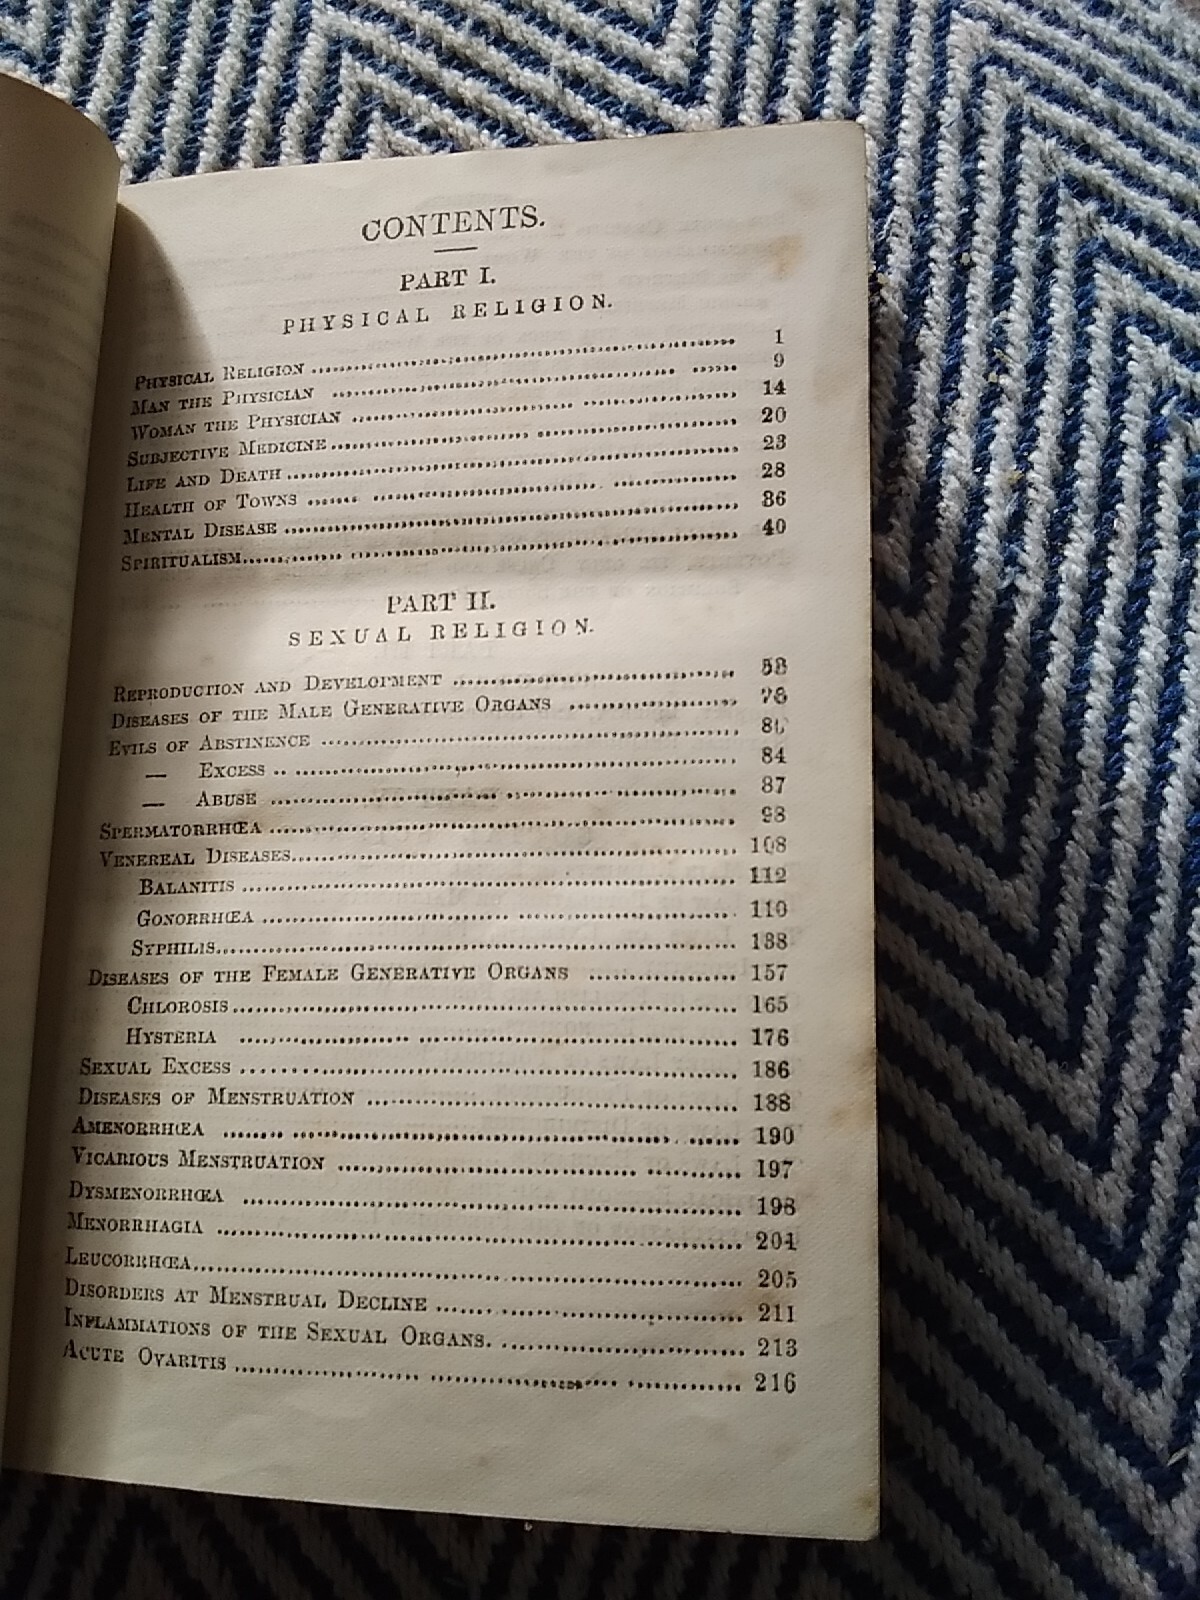 CONTENTS.
PART I.
PHYSICAL RELIGION.
PHYSICAL RELIGION ........ 1
MAN THE PHYSICIAN ........ 9
WOMAN THE PHYSICIAN ........ 14
SUBJECTIVE MEDICINE ........ 20
LIFE AND DEATH ........ 23
HEALTH OF TOWNS ........ 28
MENTAL DISEASE ........ 36
SPIRITUALISM ........ 40
PART II.
SEXUAL RELIGION.
REPRODUCTION AND DEVELOPMENT ........ 53
DISEASES OF THE MALE GENERATIVE ORGANS ........ 78
EVILS OF ABSTINENCE ........
— EXCESS ........ 84
— ABUSE ........ 87
SPERMATORRHŒA ........ 98
VENEREAL DISEASES ........ 108
BALANITIS ........ 112
GONORRHŒA ........ 110
SYPHILIS ........ 138
DISEASES OF THE FEMALE GENERATIVE ORGANS ........ 157
CHLOROSIS ........ 165
HYSTERIA ........ 176
SEXUAL EXCESS ........ 186
DISEASES OF MENSTRUATION ........ 188
AMENORRHŒA ........ 190
VICARIOUS MENSTRUATION ........ 197
DYSMENORRHŒA ........ 198
MENORRHAGIA ........ 201
LEUCORRHŒA ........ 205
DISORDERS AT MENSTRUAL DECLINE ........ 211
INFLAMMATIONS OF THE SEXUAL ORGANS. ........ 213
ACUTE OVARITIS ........ 216